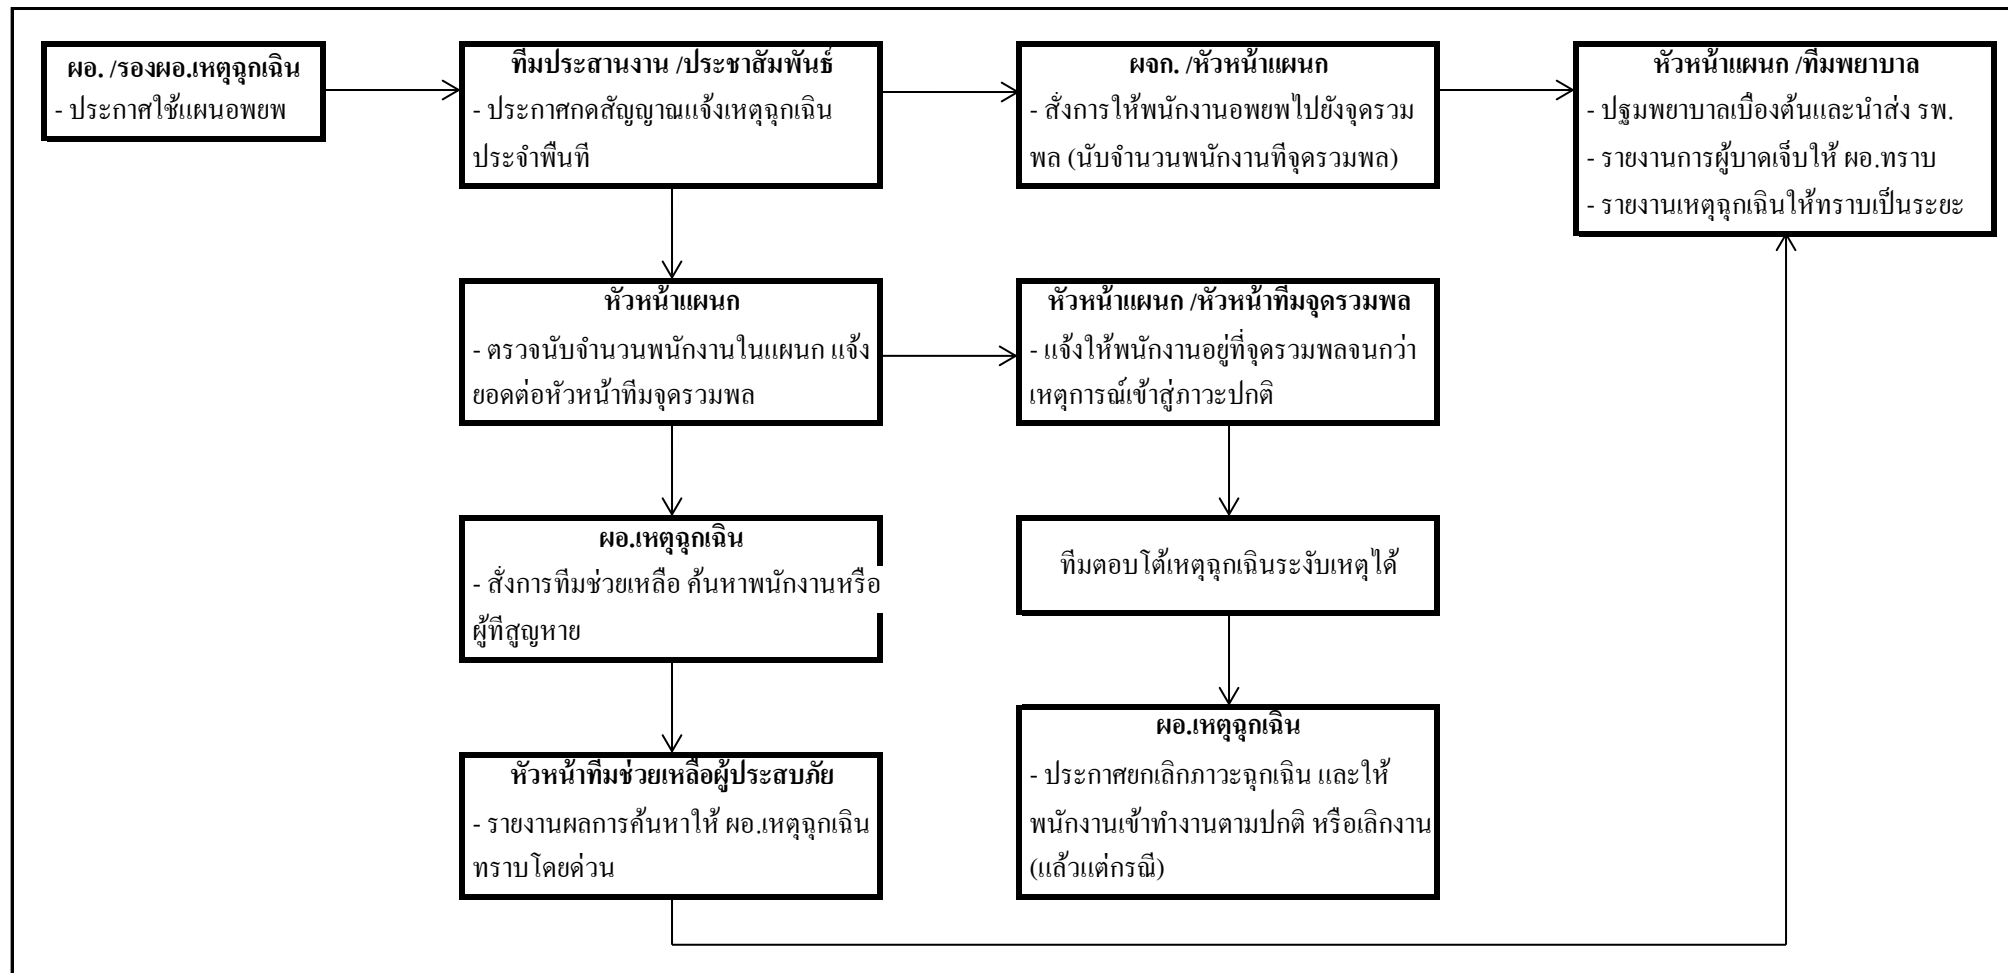 ผอ. /รองผอ.เหตุฉุกเฉิน
- ประกาศใช้แผนอพยพ
ทีมประสานงาน /ประชาสัมพันธ์
- ประกาศกดสัญญาณแจ้งเหตุฉุกเฉิน
ประจำพืนที
ผจก. /หัวหน้าแผนก
- สั่งการให้พนักงานอพยพไปยังจุดรวม
พล (นับจำนวนพนักงานทีจุดรวมพล)
หัวหน้าแผนก /ทีมพยาบาล
- ปฐมพยาบาลเบืองต้นและนำส่ง รพ.
- รายงานการผู้บาดเจ็บให้ ผอ.ทราบ
- รายงานเหตุฉุกเฉินให้ทราบเป็นระยะ
หัวหน้าแผนก
- ตรวจนับจำนวนพนักงานในแผนก แจ้ง
ยอดต่อหัวหน้าทีมจุดรวมพล
หัวหน้าแผนก /หัวหน้าทีมจุดรวมพล
- แจ้งให้พนักงานอยู่ที่จุดรวมพลจนกว่า
เหตุการณ์เข้าสู่ภาวะปกติ
ผอ.เหตุฉุกเฉิน
- สั่งการทีมช่วยเหลือ ค้นหาพนักงานหรือ
ผู้ทีสูญหาย
ทีมตอบโต้เหตุฉุกเฉินระงับเหตุได้
หัวหน้าทีมช่วยเหลือผู้ประสบภัย
- รายงานผลการค้นหาให้ ผอ.เหตุฉุกเฉิน
ทราบโดยด่วน
ผอ.เหตุฉุกเฉิน
- ประกาศยกเลิกภาวะฉุกเฉิน และให้
พนักงานเข้าทำงานตามปกติ หรือเลิกงาน
(แล้วแต่กรณี)